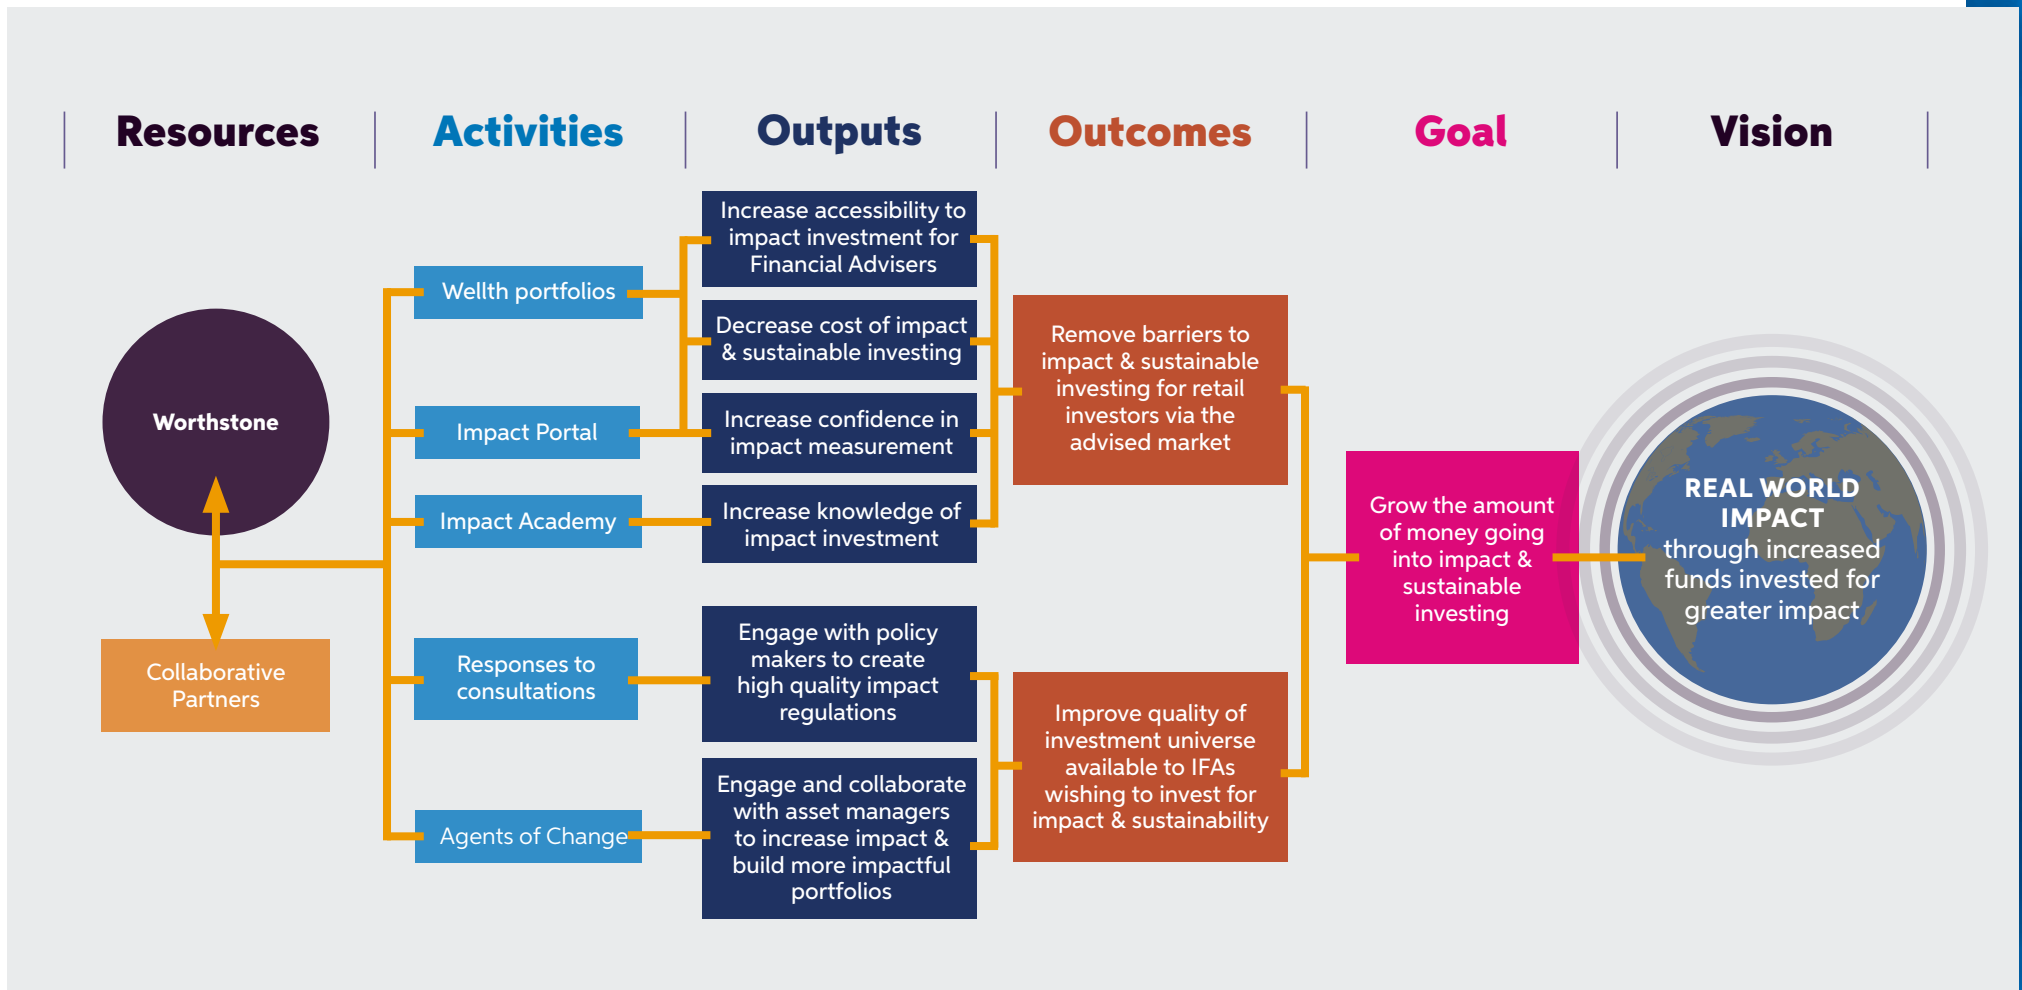 Resources
Activities
Outputs
Outcomes
Goal
Vision
Worthstone
Collaborative
Partners
Wellth portfolios
Impact Portal
Impact Academy
Responses to
consultations
Agents of Change
Increase accessibility to
impact investment for
Financial Advisers
Decrease cost of impact
& sustainable investing
Increase confidence in
impact measurement
Increase knowledge of
impact investment
Engage with policy
makers to create
high quality impact
regulations
Engage and collaborate
with asset managers
to increase impact &
build more impactful
portfolios
Remove barriers to
impact & sustainable
investing for retail
investors via the
advised market
Improve quality of
investment universe
available to IFAs
wishing to invest for
impact & sustainability
Grow the amount
of money going
into impact &
sustainable
investing
REAL WORLD
IMPACT
through increased
funds invested for
greater impact